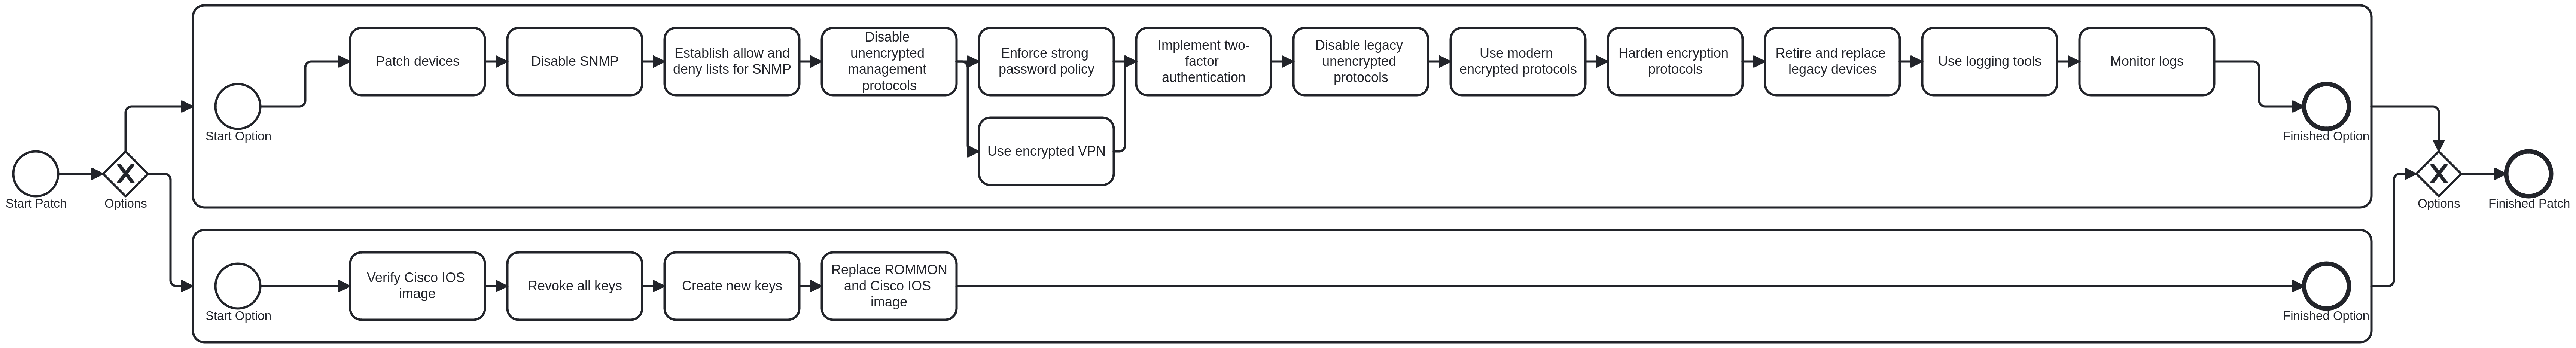 Start Patch
Options
Start Option
Patch devices
Disable SNMP
Establish allow and
deny lists for SNMP
Disable
unencrypted
management
protocols
Enforce strong
password policy
Use encrypted VPN
Implement two-
factor
authentication
Disable legacy
unencrypted
protocols
Use modern
encrypted protocols
Harden encryption
protocols
Retire and replace
legacy devices
Use logging tools
Monitor logs
Finished Option
Start Option
Verify Cisco IOS
image
Revoke all keys
Create new keys
Replace ROMMON
and Cisco IOS
image
Finished Option
Options
Finished Patch